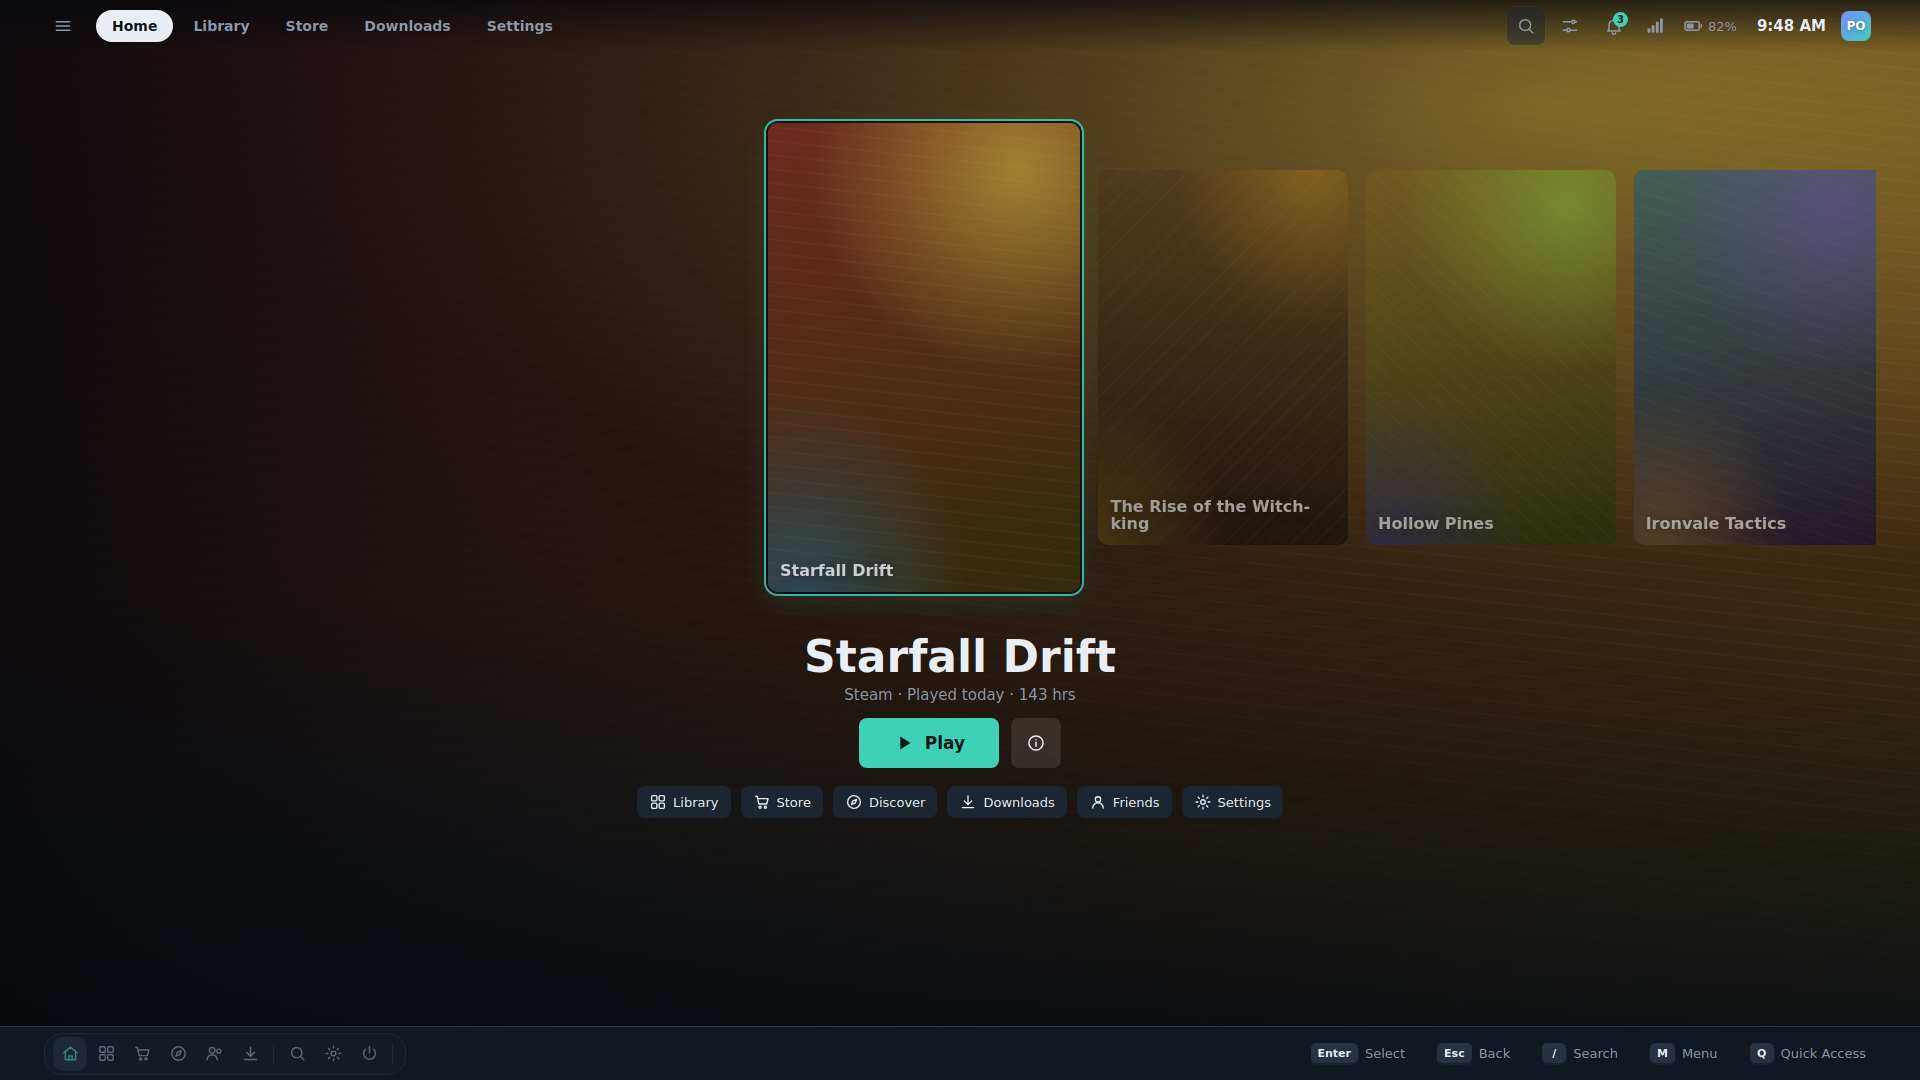 Home
Library
Store
Downloads
Settings
3
82%
9:48 AM
PO
Starfall Drift
The Rise of the Witch-
king
Hollow Pines
Ironvale Tactics
Starfall Drift
Steam · Played today · 143 hrs
Play
Library
Store
Discover
Downloads
Friends
Settings
Enter Select
Esc Back
/ Search
M Menu
Q Quick Access